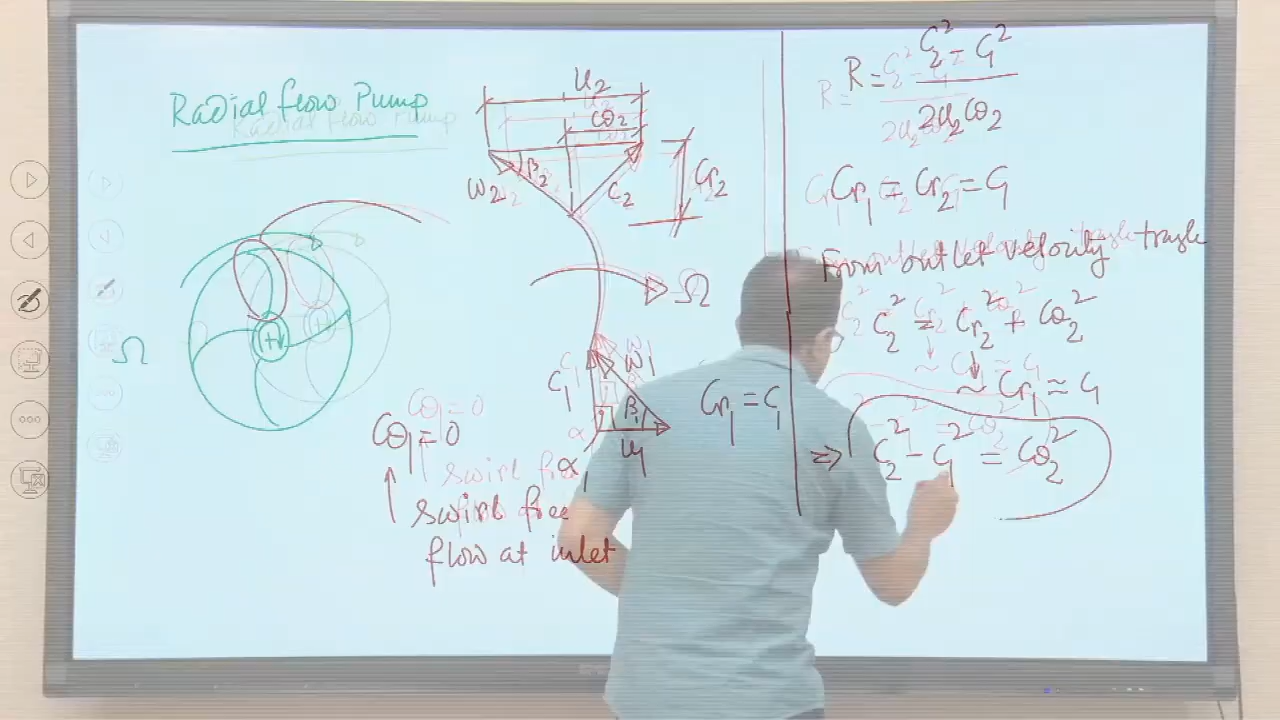 Radial flow Pump
Ω
U₂
Cθ₂
β₂
W₂
C₂
Cr₂
Ω
C₁
W₁
β₁
U₁
α
Cr₁ = C₁
Cθ₁ = 0
swirl free
flow at inlet
R = (C₂² - C₁²) / (2U₂Cθ₂)
Cr₁ = Cr₂ = C₁
From outlet velocity
C₂² = Cr₂² + Cθ₂²
~ Cr₁ ≈ C₁
⇒ C₂² - C₁² = Cθ₂²